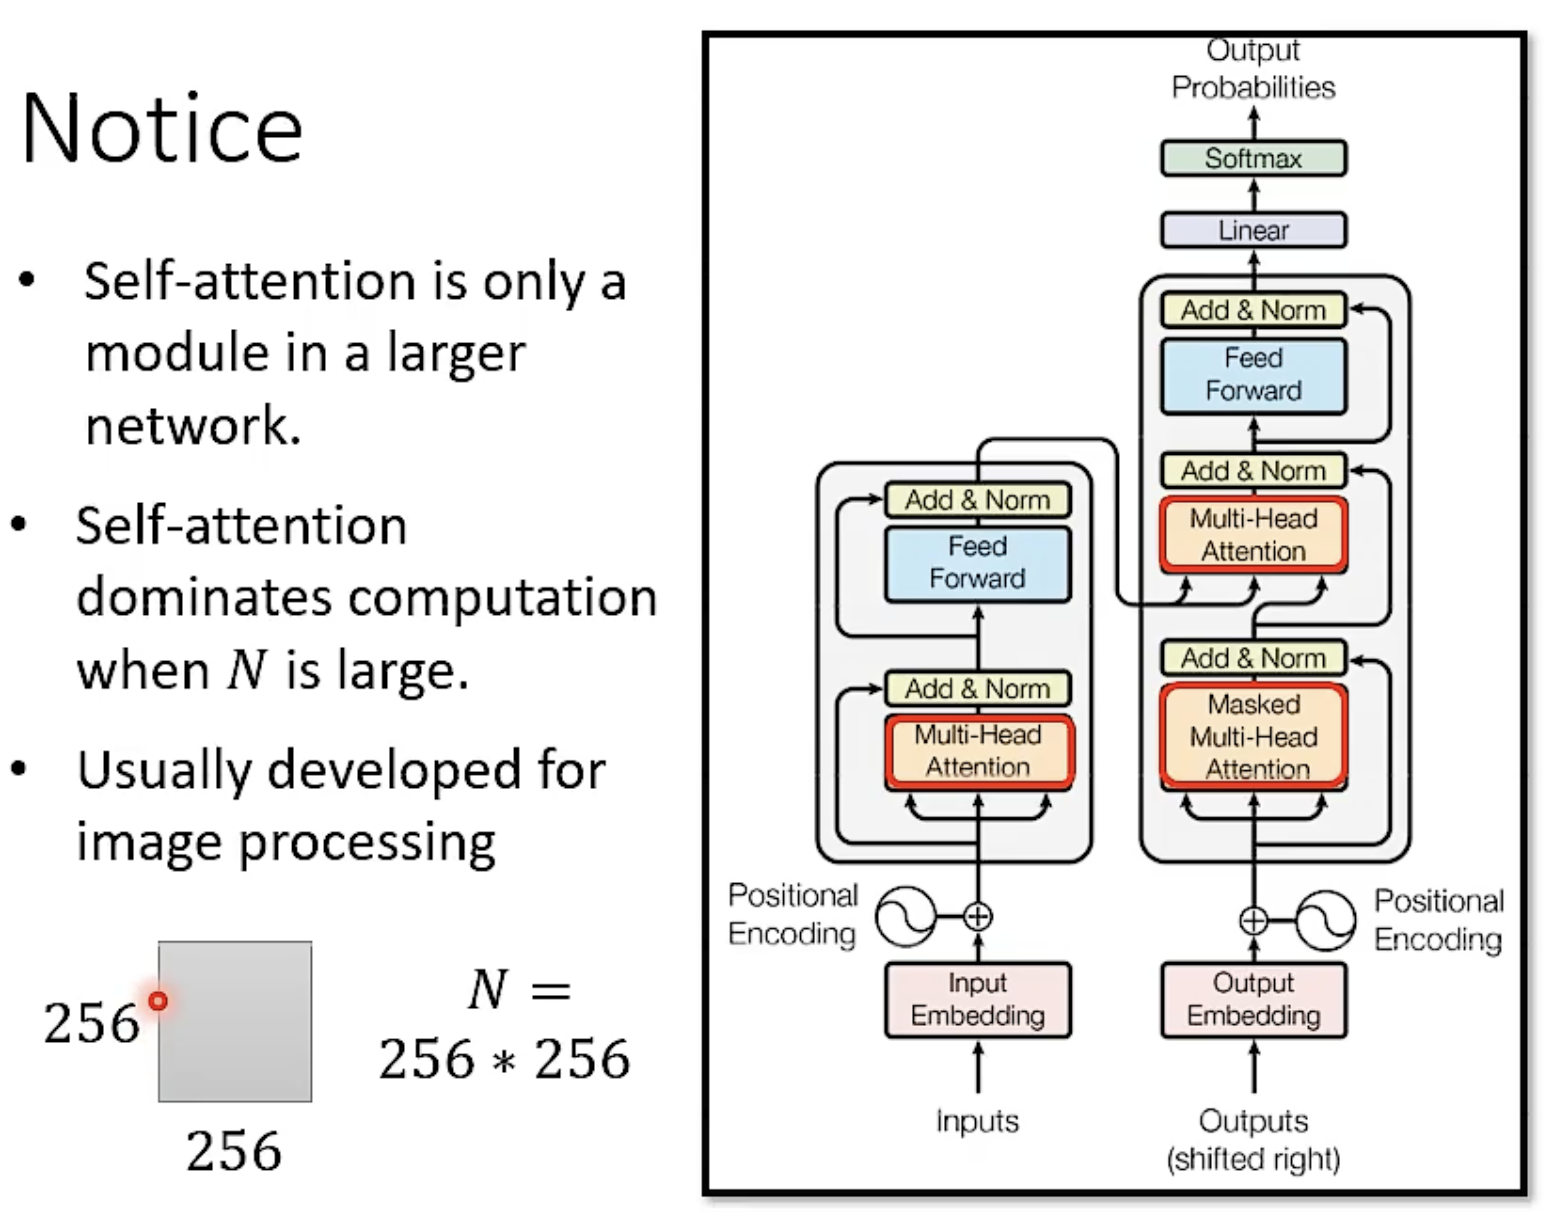 Notice
• Self-attention is only a
module in a larger
network.
• Self-attention
dominates computation
when N is large.
• Usually developed for
image processing
256
256
N =
256 * 256
Output
Probabilities
Softmax
Linear
Add & Norm
Feed
Forward
Add & Norm
Multi-Head
Attention
Add & Norm
Masked
Multi-Head
Attention
Add & Norm
Feed
Forward
Add & Norm
Multi-Head
Attention
Positional
Encoding
Positional
Encoding
Input
Embedding
Output
Embedding
Inputs
Outputs
(shifted right)